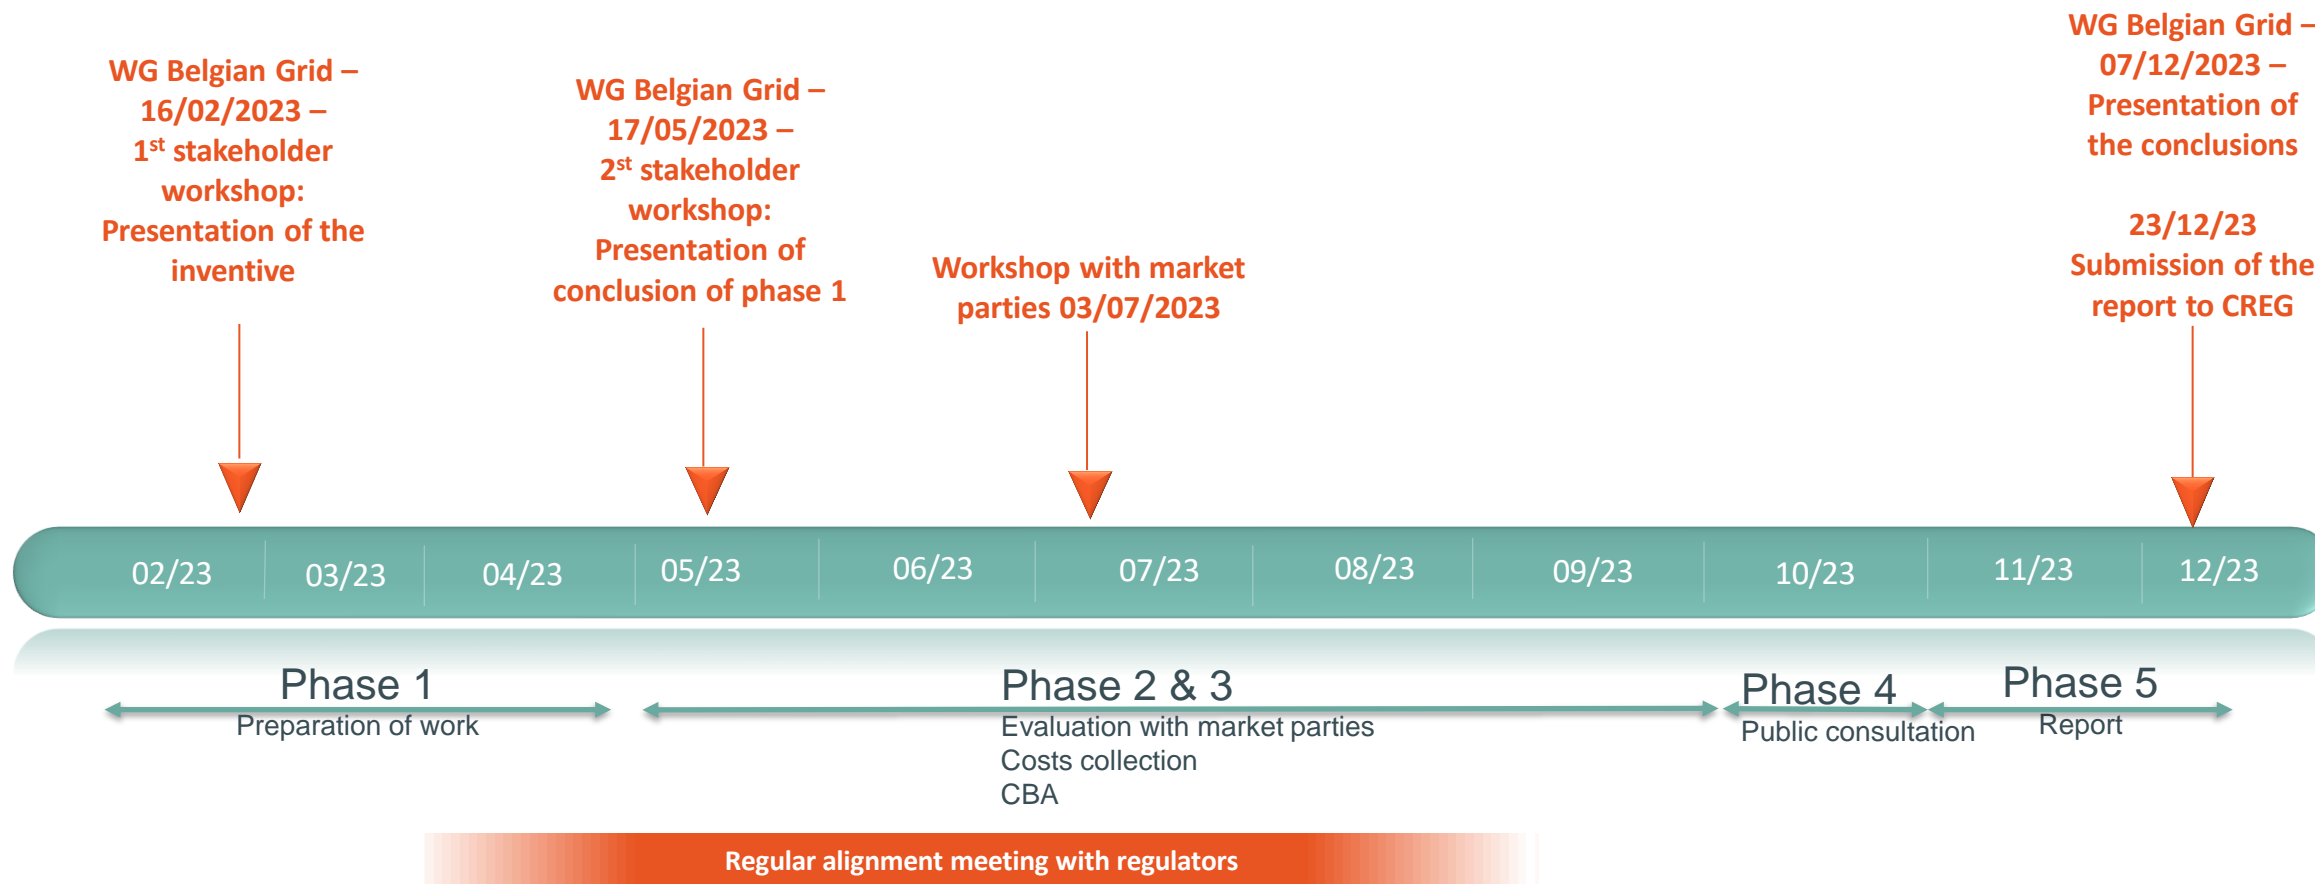 WG Belgian Grid –
16/02/2023 –
1st stakeholder
workshop:
Presentation of the
inventive
WG Belgian Grid –
17/05/2023 –
2st stakeholder
workshop:
Presentation of
conclusion of phase 1
Workshop with market
parties 03/07/2023
WG Belgian Grid –
07/12/2023 –
Presentation of
the conclusions
23/12/23
Submission of the
report to CREG
02/23
03/23
04/23
05/23
06/23
07/23
08/23
09/23
10/23
11/23
12/23
Phase 1
Preparation of work
Phase 2 & 3
Evaluation with market parties
Costs collection
CBA
Phase 4
Public consultation
Phase 5
Report
Regular alignment meeting with regulators